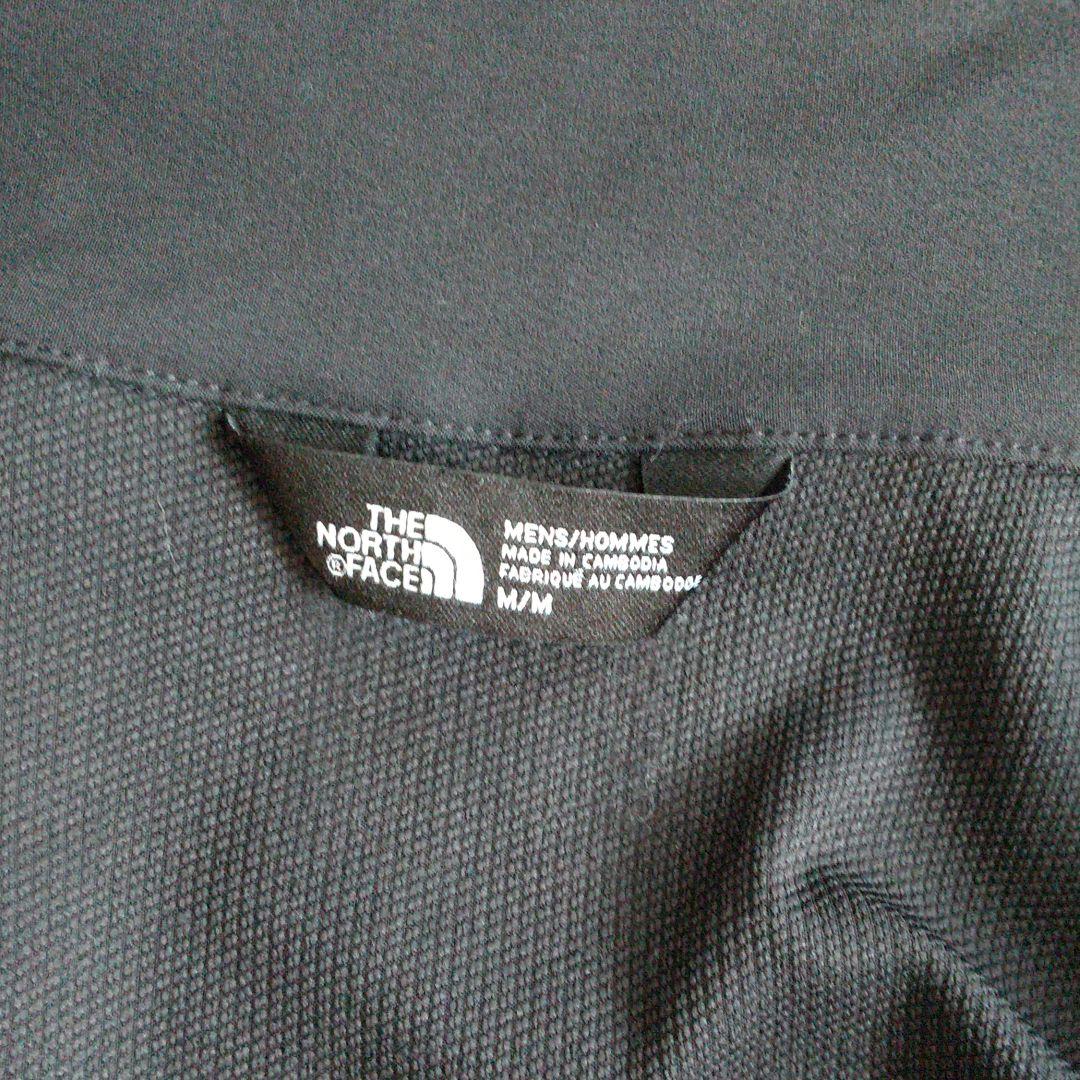 THE
NORTH
®FACE
MENS/HOMMES
MADE IN CAMBODIA
FABRIQUÉ AU CAMBODGE
M/M